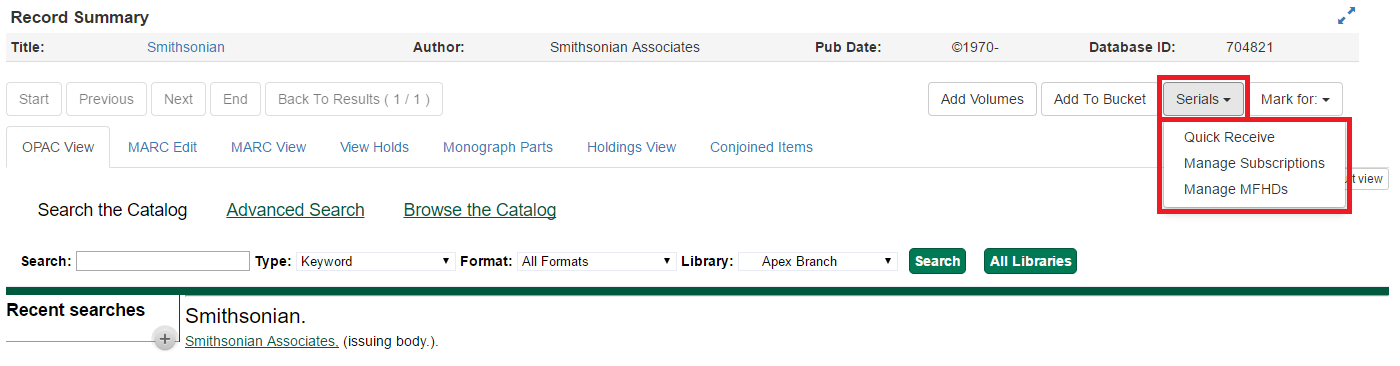 Record Summary
Title: Smithsonian Author: Smithsonian Associates Pub Date: ©1970- Database ID: 704821
Start Previous Next End Back To Results ( 1 / 1 ) Add Volumes Add To Bucket Serials Mark for:
Quick Receive
OPAC View MARC Edit MARC View View Holds Monograph Parts Holdings View Conjoined Items
Manage Subscriptions
view
Manage MFHDs
Search the Catalog Advanced Search Browse the Catalog
Search: Type: Keyword Format: All Formats Library: Apex Branch Search All Libraries
Recent searches
Smithsonian.
+
Smithsonian Associates, (issuing body.).